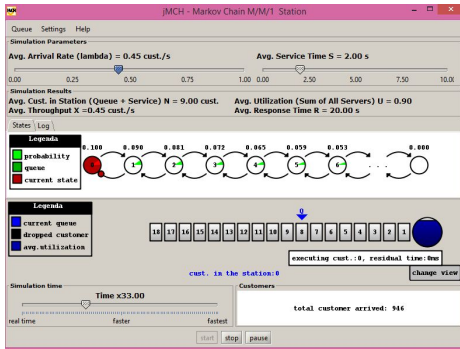 jMCH - Markov Chain M/M/1 Station
Queue Settings Help
Simulation Parameters
Avg. Arrival Rate (lambda) = 0.45 cust./s Avg. Service Time S = 2.00 s
0.00 0.25 0.50 0.75 1.00 0.00 2.50 5.00 7.50 10.00
Simulation Results
Avg. Cust. in Station (Queue + Service) N = 9.00 cust. Avg. Utilization (Sum of All Servers) U = 0.90
Avg. Throughput X =0.45 cust./s Avg. Response Time R = 20.00 s
States Log
Legenda
probability
queue
current state
0.100 0.090 0.081 0.072 0.065 0.059 0.053 0.000
0 1 2 3 4 5 6 . . .
Legenda
current queue
dropped customer
avg.utilization
0
18 17 16 15 14 13 12 11 10 9 8 7 6 5 4 3 2 1
executing cust.:0, residual time:0ms
cust. in the station:0
change view
Simulation time
Time x33.00
real time faster fastest
Customers
total customer arrived: 946
start stop pause